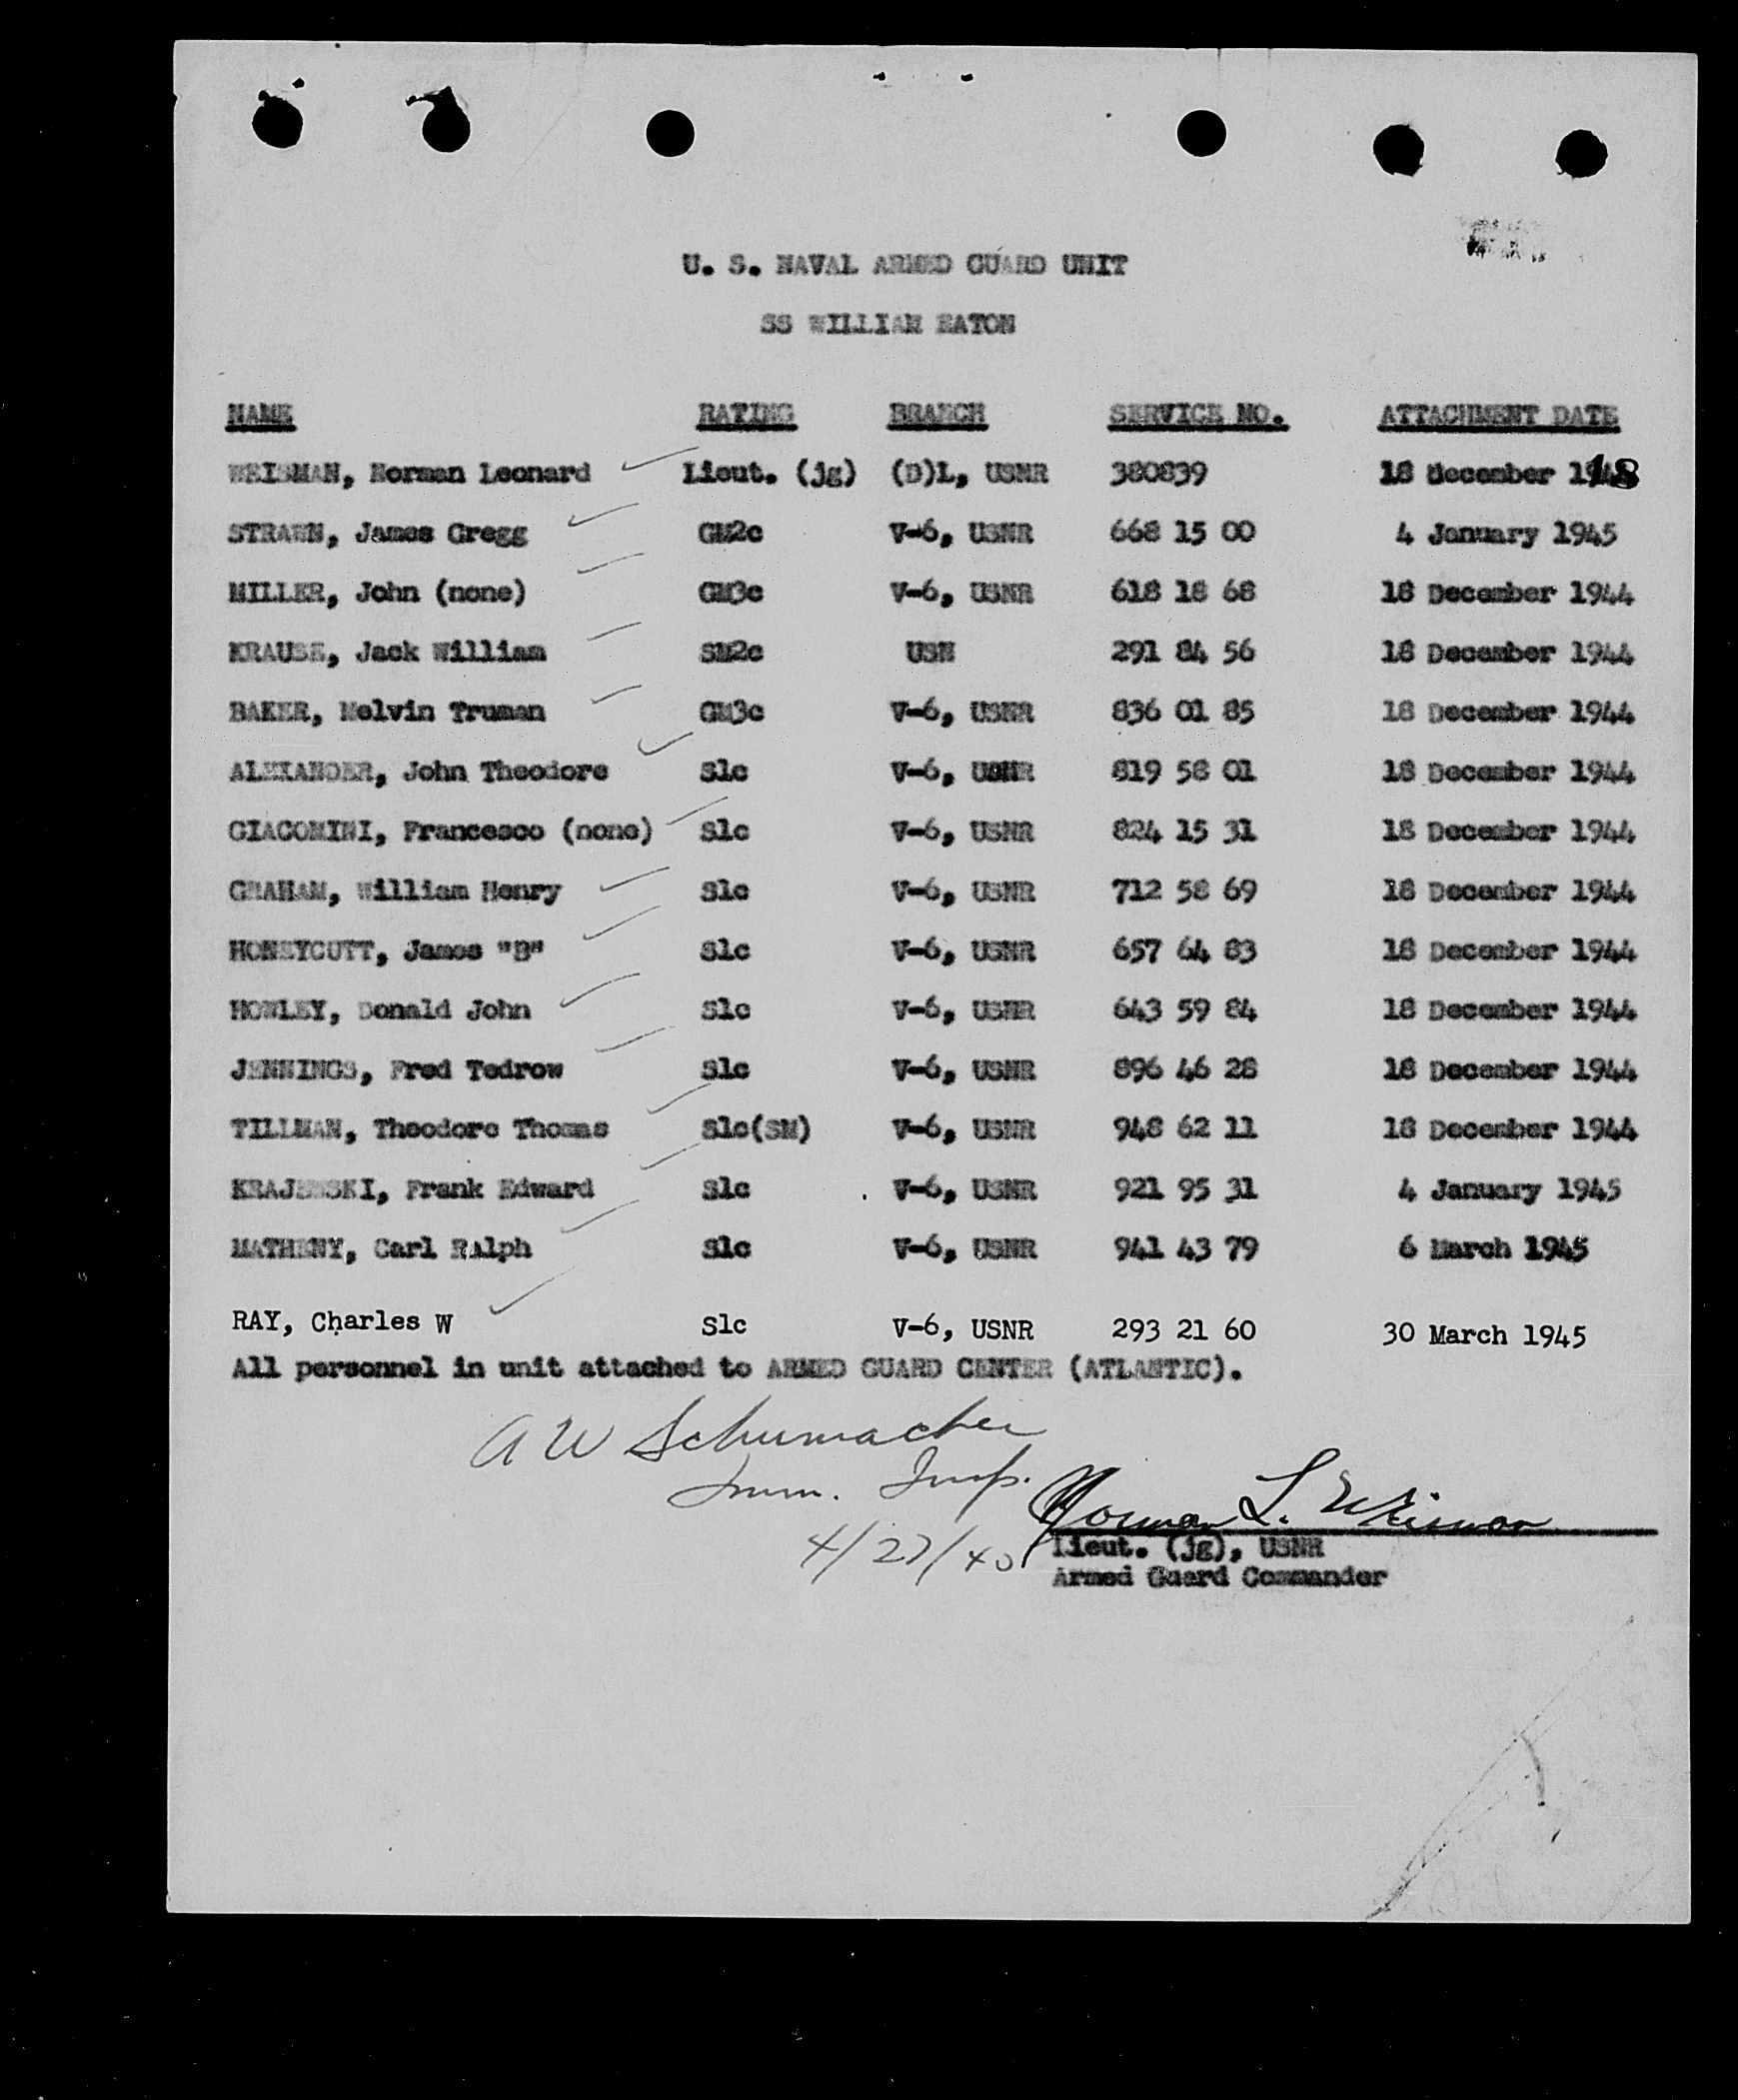 U. S. NAVAL ARMED GUARD UNIT
SS WILLIAM EATON
NAME RATING BRANCH SERVICE NO. ATTACHMENT DATE
WEISMAN, Norman Leonard Lieut. (jg) (D)L, USNR 380839 18 December
STRAWN, James Gregg GM2c V-6, USNR 668 15 00 4 January 1945
MILLER, John (none) GM3c V-6, USNR 618 18 68 18 December 1944
KRAUSE, Jack William SM2c USN 291 84 56 18 December 1944
BAKER, Melvin Truman GM3c V-6, USNR 836 01 85 18 December 1944
ALEXANDER, John Theodore S1c V-6, USNR 819 58 01 18 December 1944
GIACOMINI, Francesco (none) S1c V-6, USNR 824 15 31 18 December 1944
GRAHAM, William Henry S1c V-6, USNR 712 58 69 18 December 1944
HONEYCUTT, James "B" S1c V-6, USNR 657 64 83 18 December 1944
HOWLEY, Donald John S1c V-6, USNR 643 59 84 18 December 1944
JENNINGS, Fred Tedrow S1c V-6, USNR 896 46 28 18 December 1944
TILLMAN, Theodore Thomas S1c(SM) V-6, USNR 948 62 11 18 December 1944
KRAJEWSKI, Frank Edward S1c V-6, USNR 921 95 31 4 January 1945
MATHENY, Carl Ralph S1c V-6, USNR 941 43 79 6 March 1945
RAY, Charles W S1c V-6, USNR 293 21 60 30 March 1945
All personnel in unit attached to ARMED GUARD CENTER (ATLANTIC).
A W Schumacher
Imm. Insp.
Norman L. Weisman
4/27/45
Lieut. (jg), USNR
Armed Guard Commander